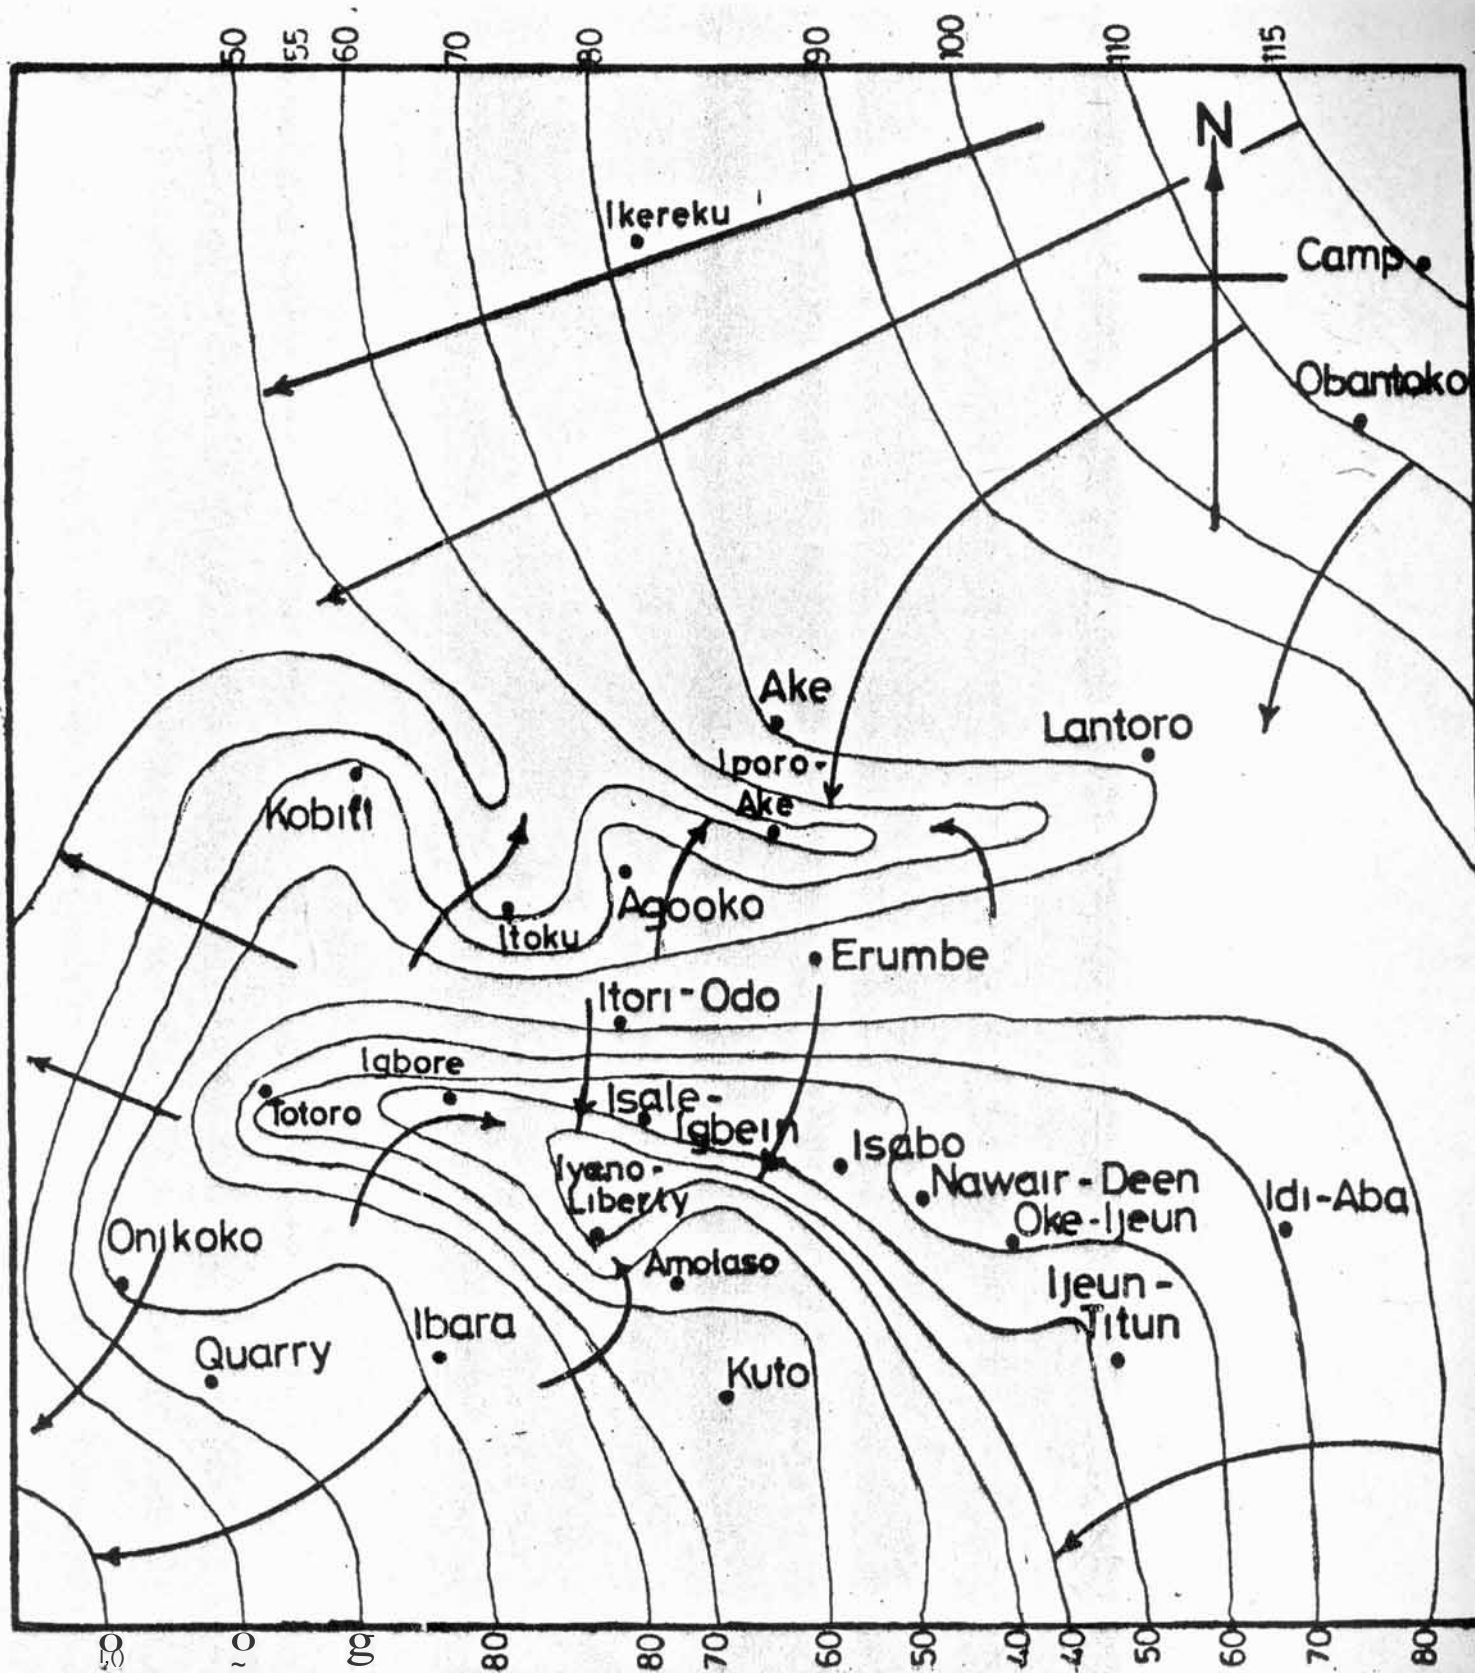 50 55 60 70 80 90 100 110 115
N
Ikereku
Camp
Obantoko
Ake
Lantoro
Iporo-
Ake
Kobiti
Agooko
Itoku
Erumbe
Itori-Odo
Igbore
Totoro
Isale-
Igbein
Isabo
Iyano-
Liberty
Nawair-Deen
Oke-Ijeun
Idi-Aba
Onikoko
Amolaso
Ijeun-
Titun
Ibara
Quarry
Kuto
80 80 70 60 50 40 40 50 60 70 80